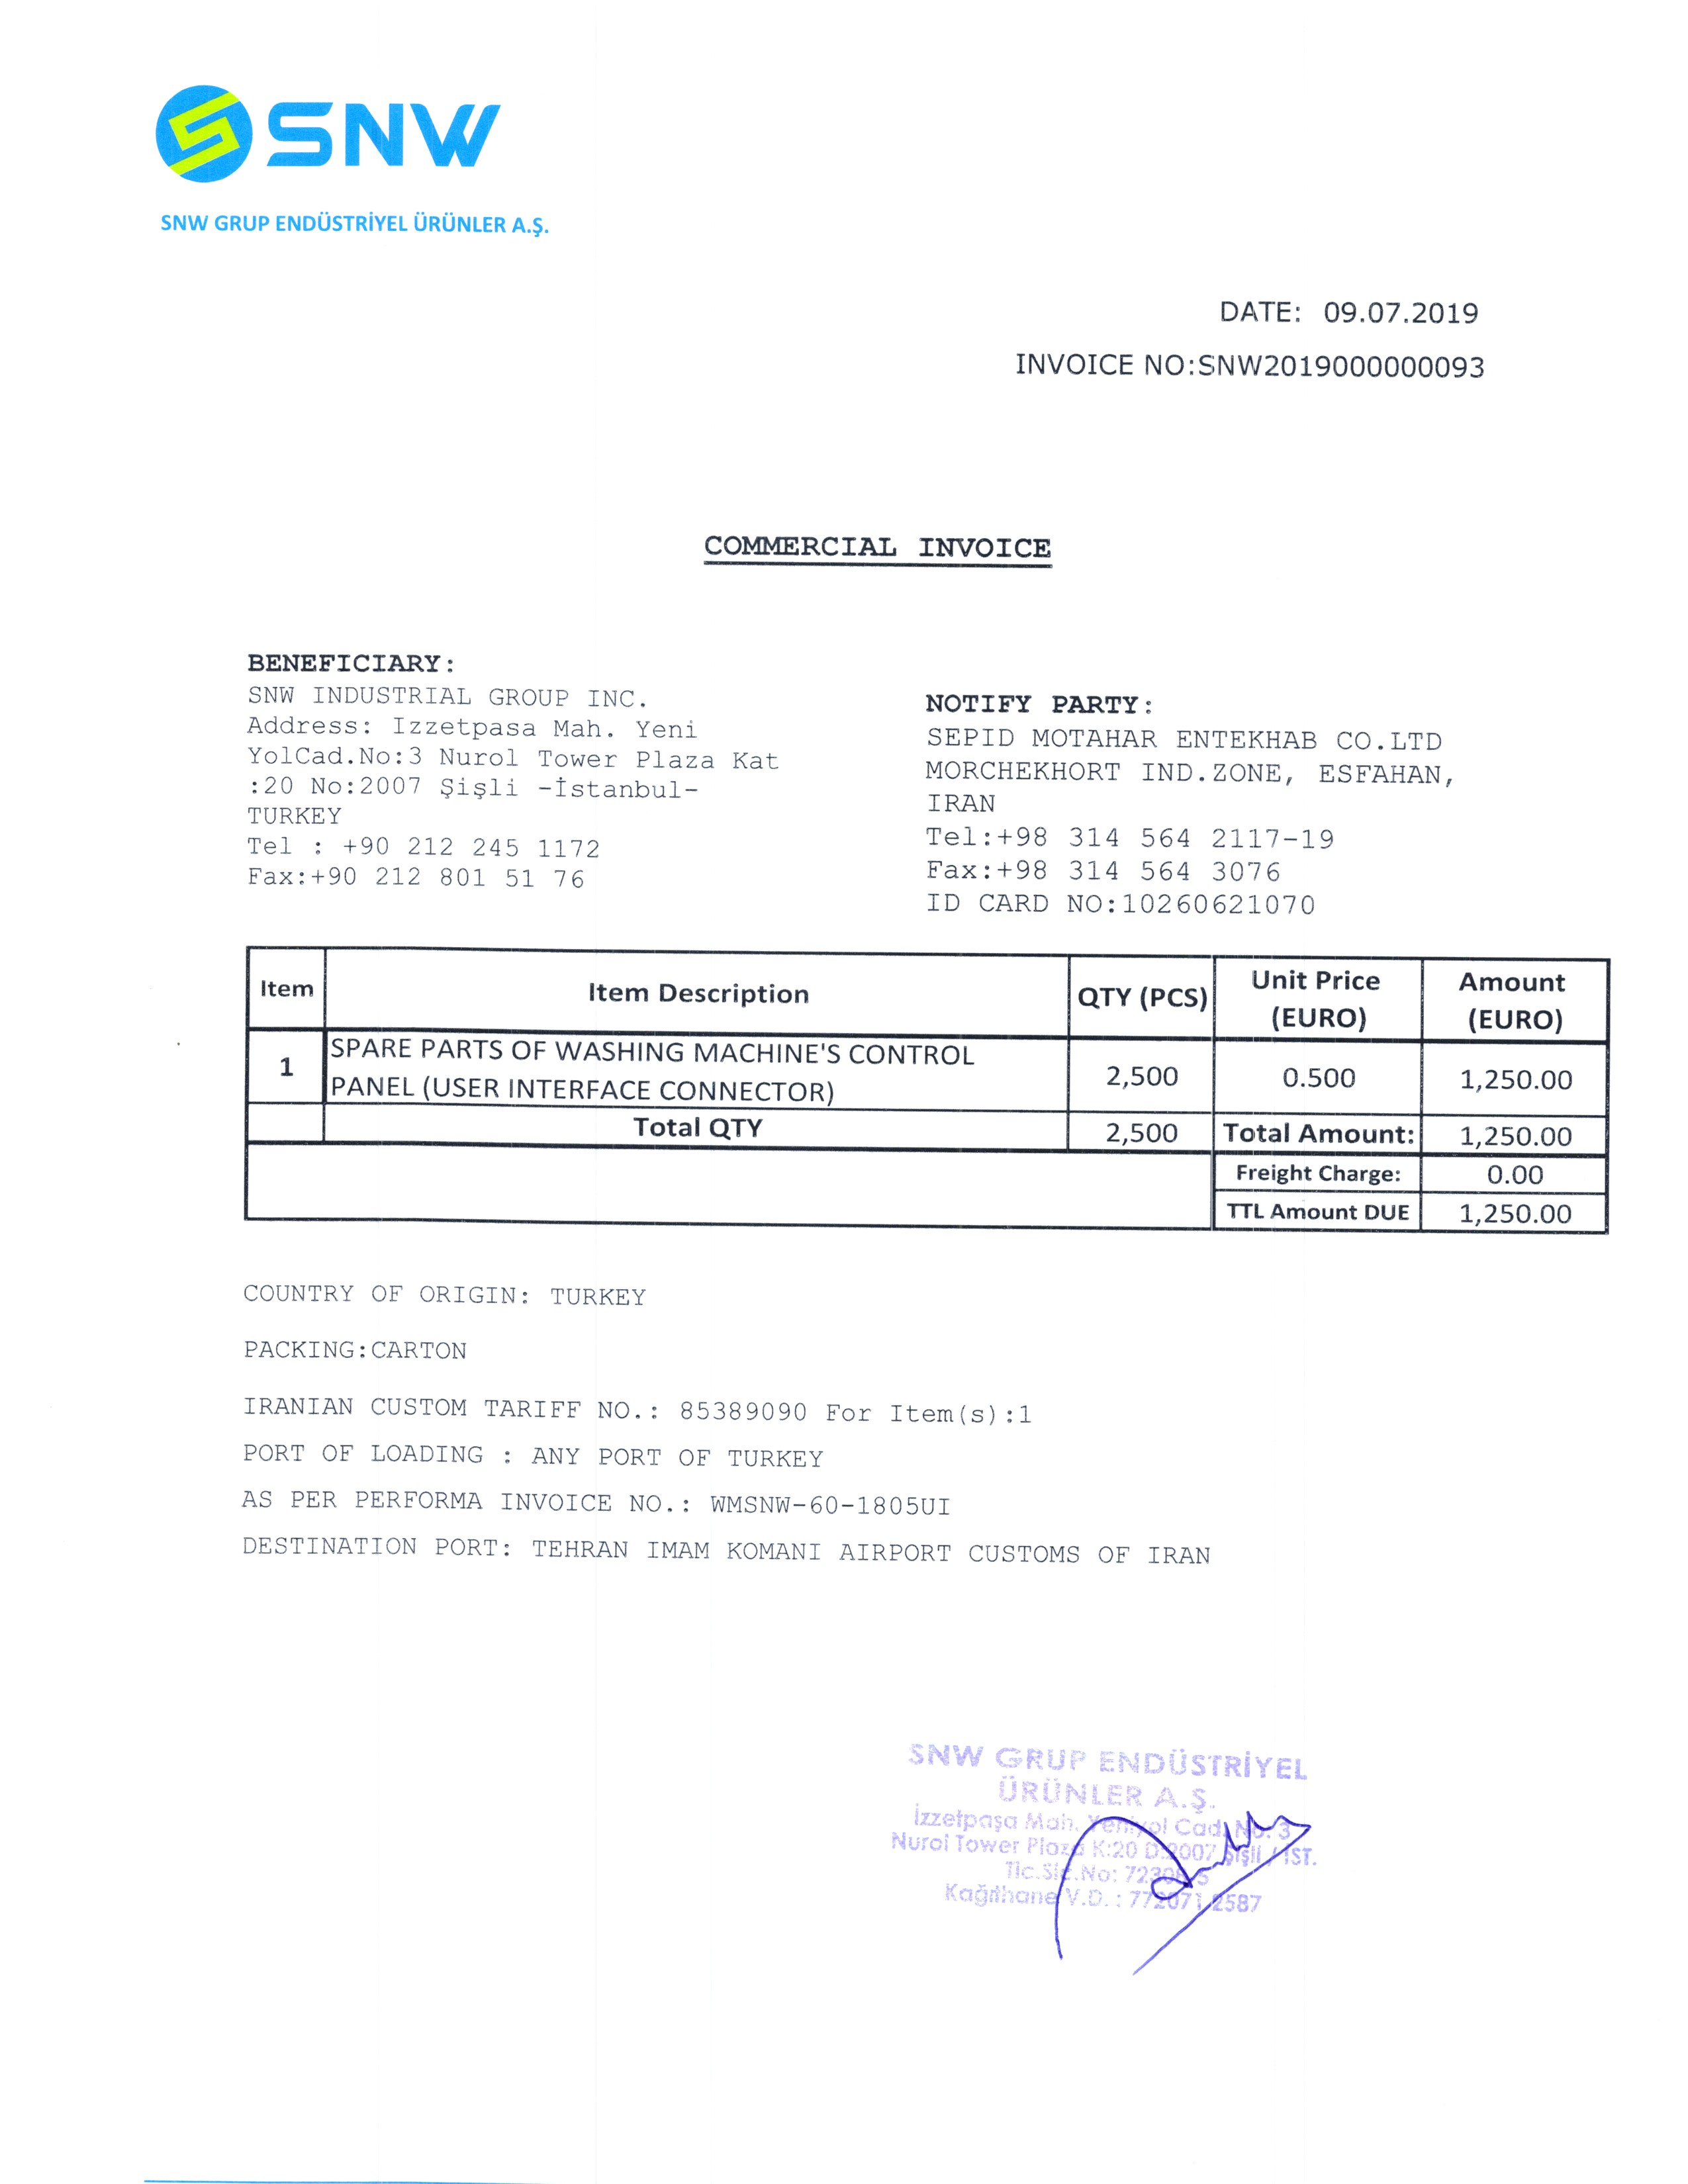 SNW
SNW GRUP ENDÜSTRİYEL ÜRÜNLER A.Ş.
DATE: 09.07.2019
INVOICE NO:SNW2019000000093
COMMERCIAL INVOICE
BENEFICIARY:
SNW INDUSTRIAL GROUP INC.
Address: Izzetpasa Mah. Yeni
YolCad.No:3 Nurol Tower Plaza Kat
:20 No:2007 Şişli -İstanbul-
TURKEY
Tel : +90 212 245 1172
Fax:+90 212 801 51 76
NOTIFY PARTY:
SEPID MOTAHAR ENTEKHAB CO.LTD
MORCHEKHORT IND.ZONE, ESFAHAN,
IRAN
Tel:+98 314 564 2117-19
Fax:+98 314 564 3076
ID CARD NO:10260621070
Item Item Description QTY (PCS) Unit Price (EURO) Amount (EURO)
1 SPARE PARTS OF WASHING MACHINE'S CONTROL
PANEL (USER INTERFACE CONNECTOR) 2,500 0.500 1,250.00
Total QTY 2,500 Total Amount: 1,250.00
Freight Charge: 0.00
TTL Amount DUE 1,250.00
COUNTRY OF ORIGIN: TURKEY
PACKING:CARTON
IRANIAN CUSTOM TARIFF NO.: 85389090 For Item(s):1
PORT OF LOADING : ANY PORT OF TURKEY
AS PER PERFORMA INVOICE NO.: WMSNW-60-1805UI
DESTINATION PORT: TEHRAN IMAM KOMANI AIRPORT CUSTOMS OF IRAN
SNW GRUP ENDÜSTRİYEL
ÜRÜNLER A.Ş.
İzzetpaşa Mah. Yeniyol Cad. No: 3
Nurol Tower Plaza K:20 D:2007 Şişli / İST.
Tic.Sic.No:
Kağıthane V.D. : 772071 2587